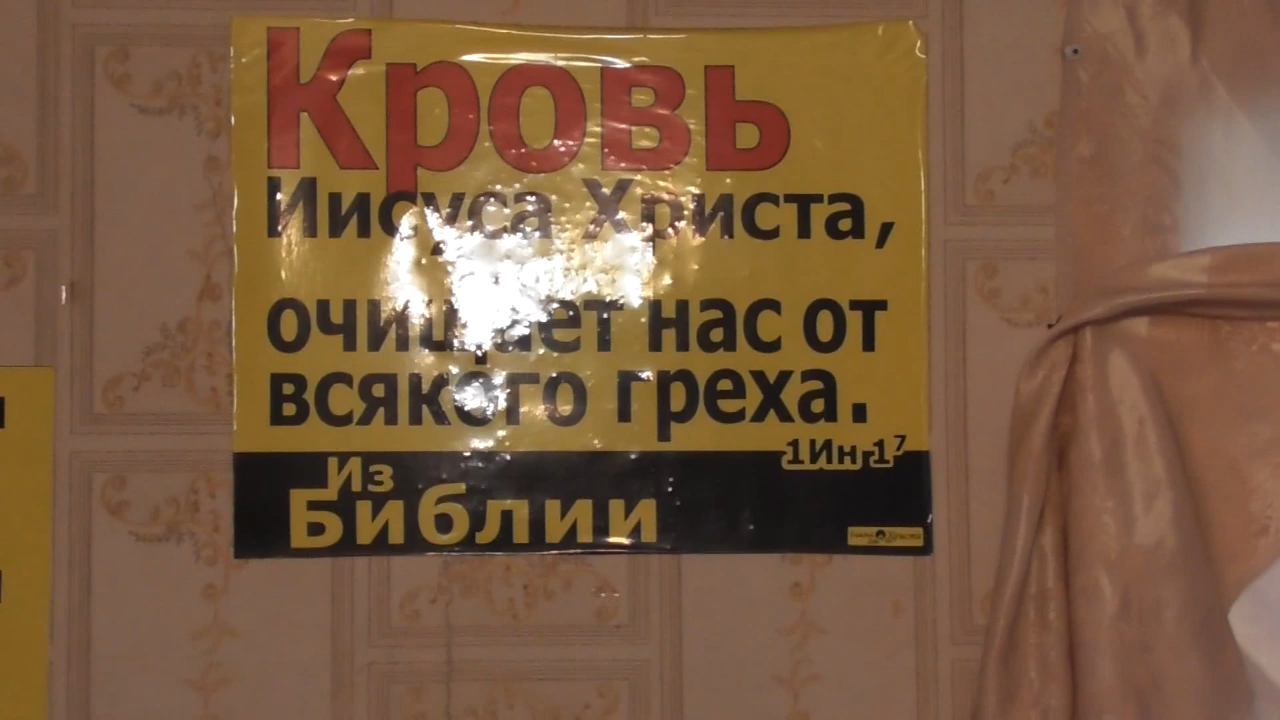 Кровь
Иисуса Христа,
очищает нас от
всякого греха.
1Ин 1⁷
Из
Библии